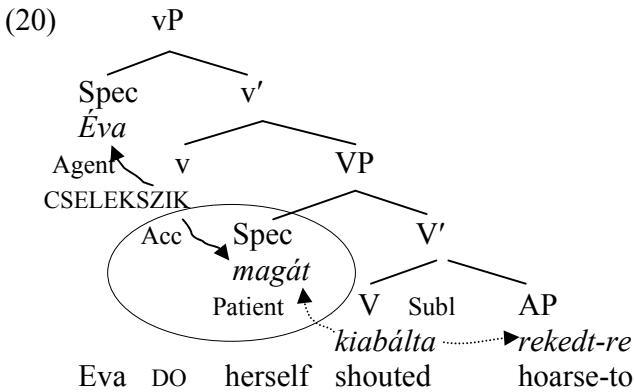 (20) vP
Spec v′
Éva
Agent v VP
CSELEKSZIK
Acc Spec V′
magát
Patient V Subl AP
kiabálta rekedt-re
Eva DO herself shouted hoarse-to